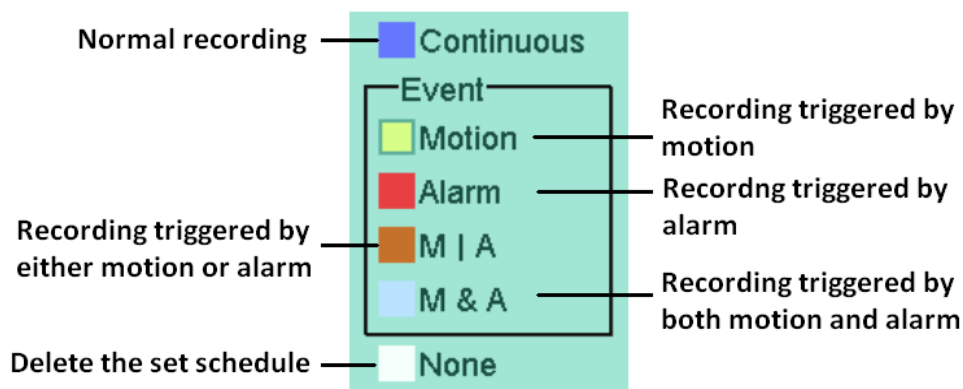 Normal recording
Continuous
Event
Motion
Recording triggered by
motion
Alarm
Recordng triggered by
alarm
Recording triggered by
either motion or alarm
M | A
M & A
Recording triggered by
both motion and alarm
Delete the set schedule
None